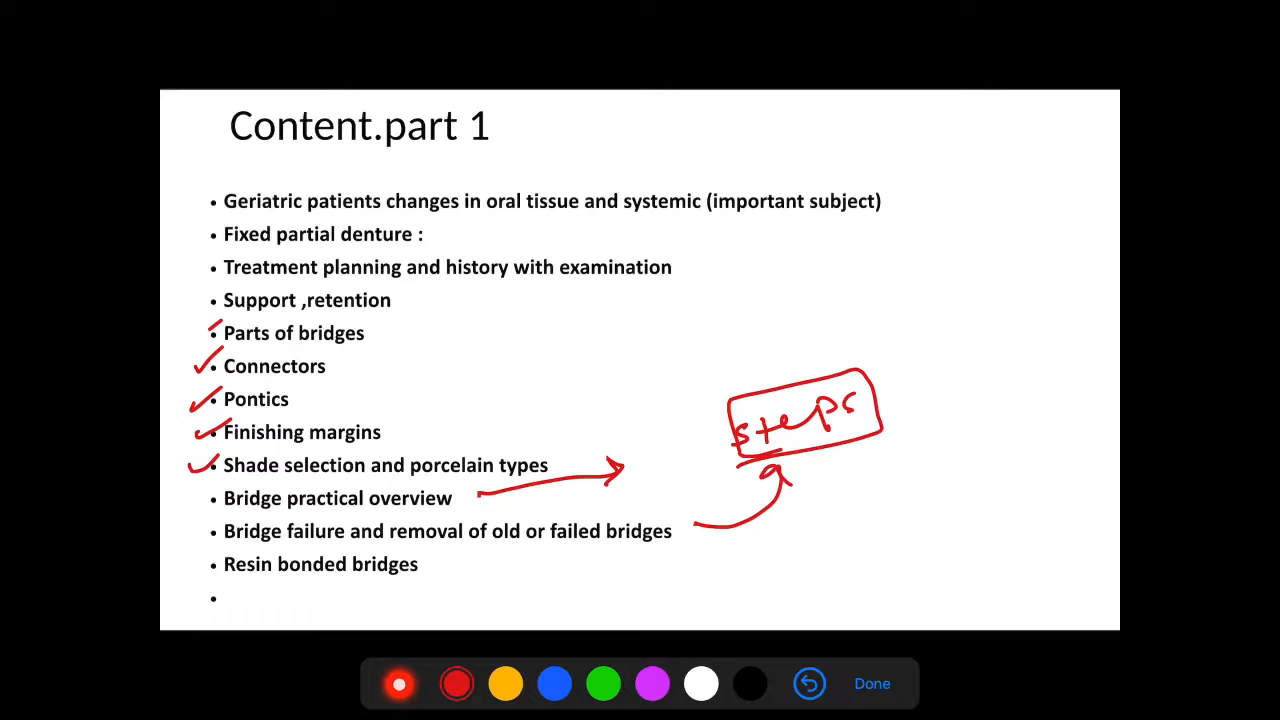 Content.part 1
• Geriatric patients changes in oral tissue and systemic (important subject)
• Fixed partial denture :
• Treatment planning and history with examination
• Support ,retention
• Parts of bridges
• Connectors
• Pontics
• Finishing margins
• Shade selection and porcelain types
• Bridge practical overview
• Bridge failure and removal of old or failed bridges
• Resin bonded bridges
•
steps
Done